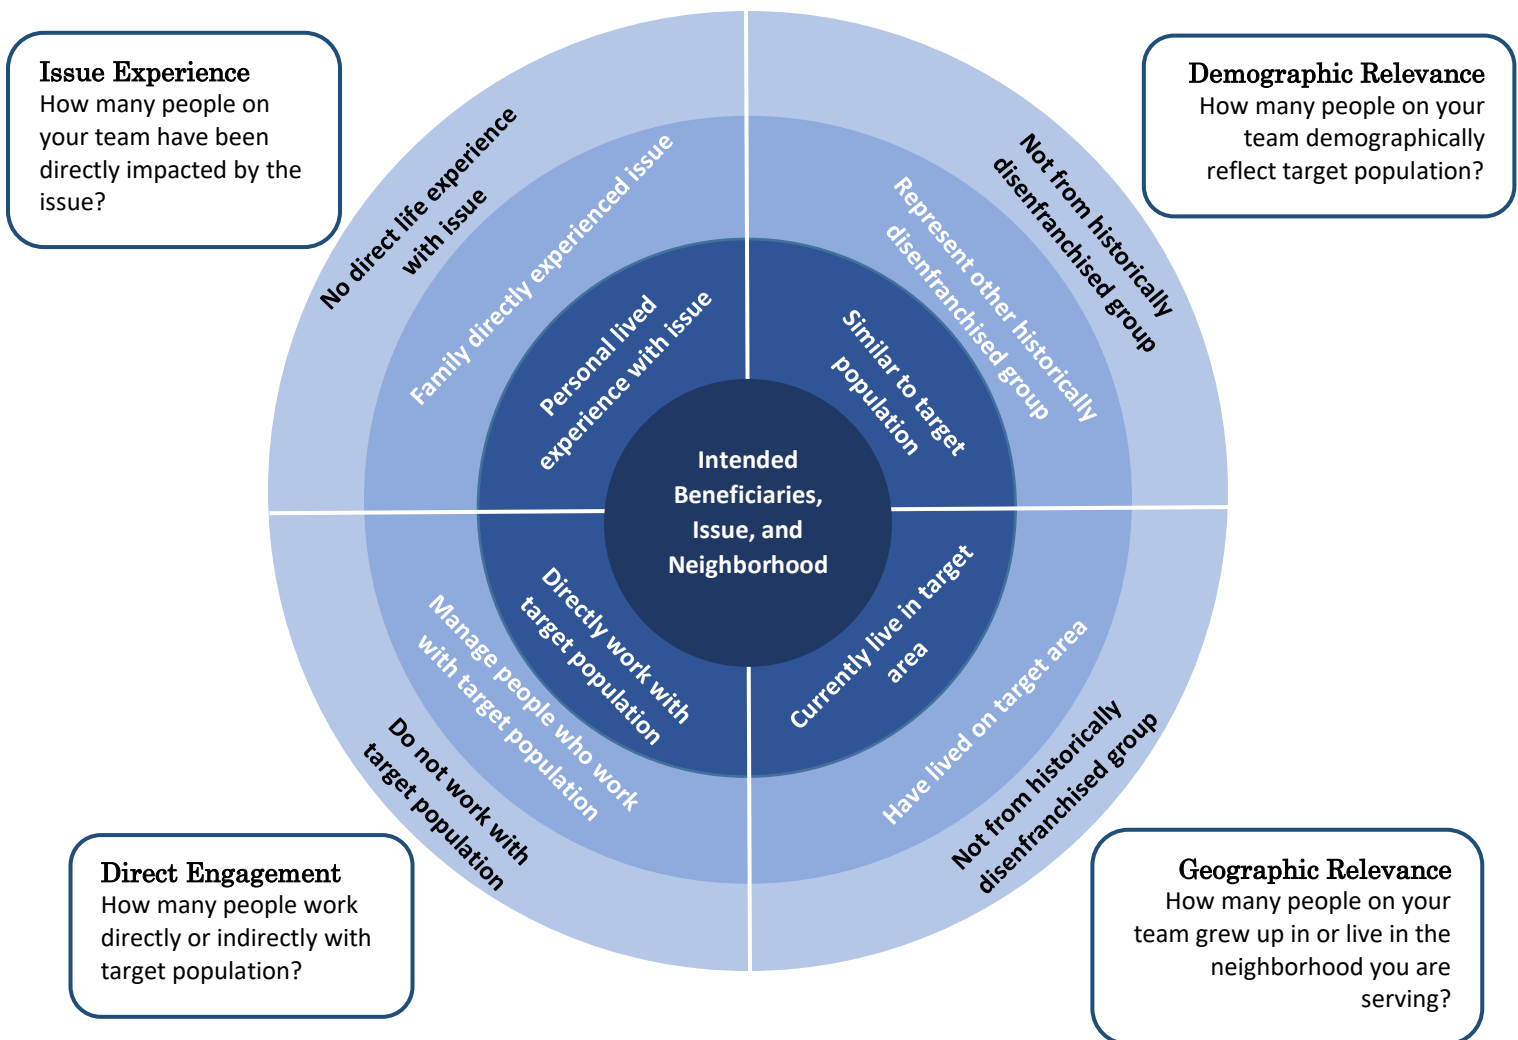 Issue Experience
How many people on
your team have been
directly impacted by the
issue?
Demographic Relevance
How many people on your
team demographically
reflect target population?
No direct life experience
with issue
Family directly experienced issue
Personal lived
experience with issue
Not from historically
disenfranchised group
Represent other historically
disenfranchised group
Similar to target
population
Intended
Beneficiaries,
Issue, and
Neighborhood
Directly work with
target population
Manage people who work
with target population
Do not work with
target population
Currently live in target
area
Have lived on target area
Not from historically
disenfranchised group
Direct Engagement
How many people work
directly or indirectly with
target population?
Geographic Relevance
How many people on your
team grew up in or live in the
neighborhood you are
serving?